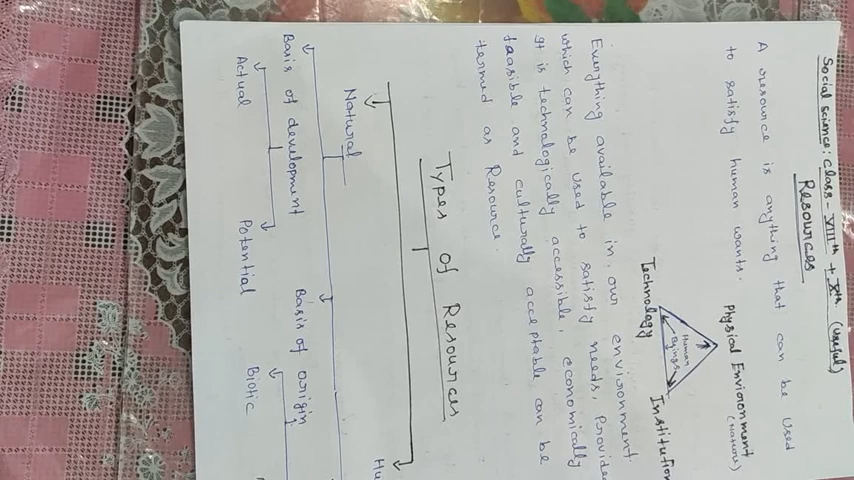 Social science: Class- VIIIth + Xth. (Useful)
Resources
A resource is anything that can be used
to satisfy human wants.
Physical Environment
(Nature)
Human
Beings
Technology
Institution
Everything available in our environment
which can be used to satisfy needs, Provide
it is technologically accessible, economically
feasible and culturally acceptable can be
termed as Resource.
Types of Resources
Natural
Hu
Basis of development
Basis of origin
Actual
Potential
Biotic